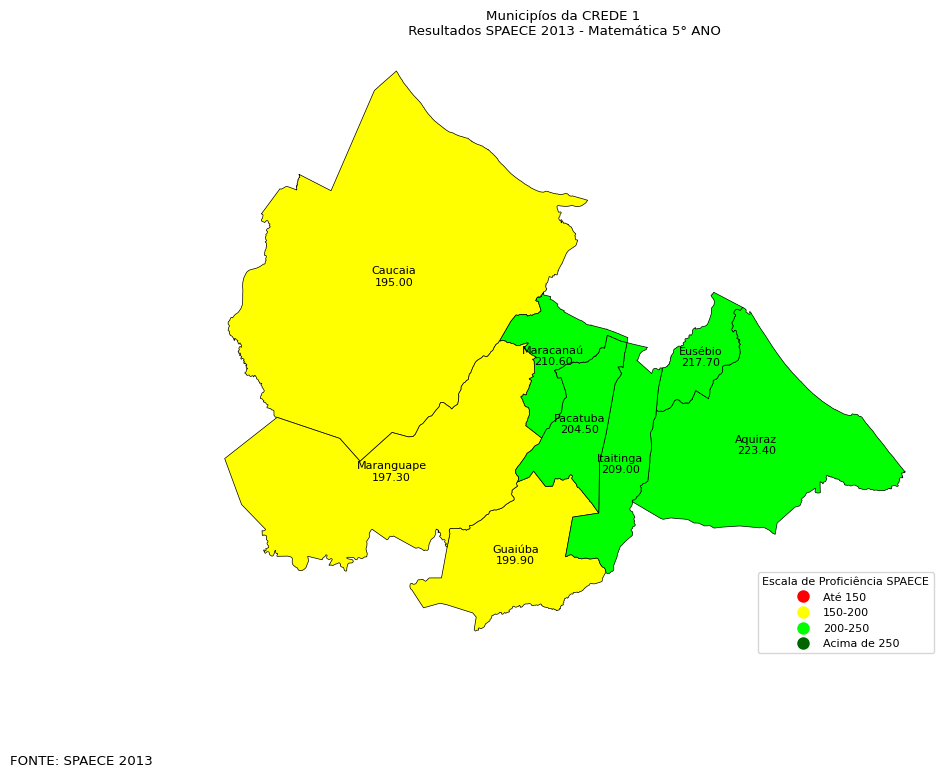 Municipíos da CREDE 1
Resultados SPAECE 2013 - Matemática 5° ANO
Caucaia
195.00
Maracanaú
210.60
Eusébio
217.70
Pacatuba
204.50
Aquiraz
223.40
Itaitinga
209.00
Maranguape
197.30
Guaiúba
199.90
Escala de Proficiência SPAECE
Até 150
150-200
200-250
Acima de 250
FONTE: SPAECE 2013